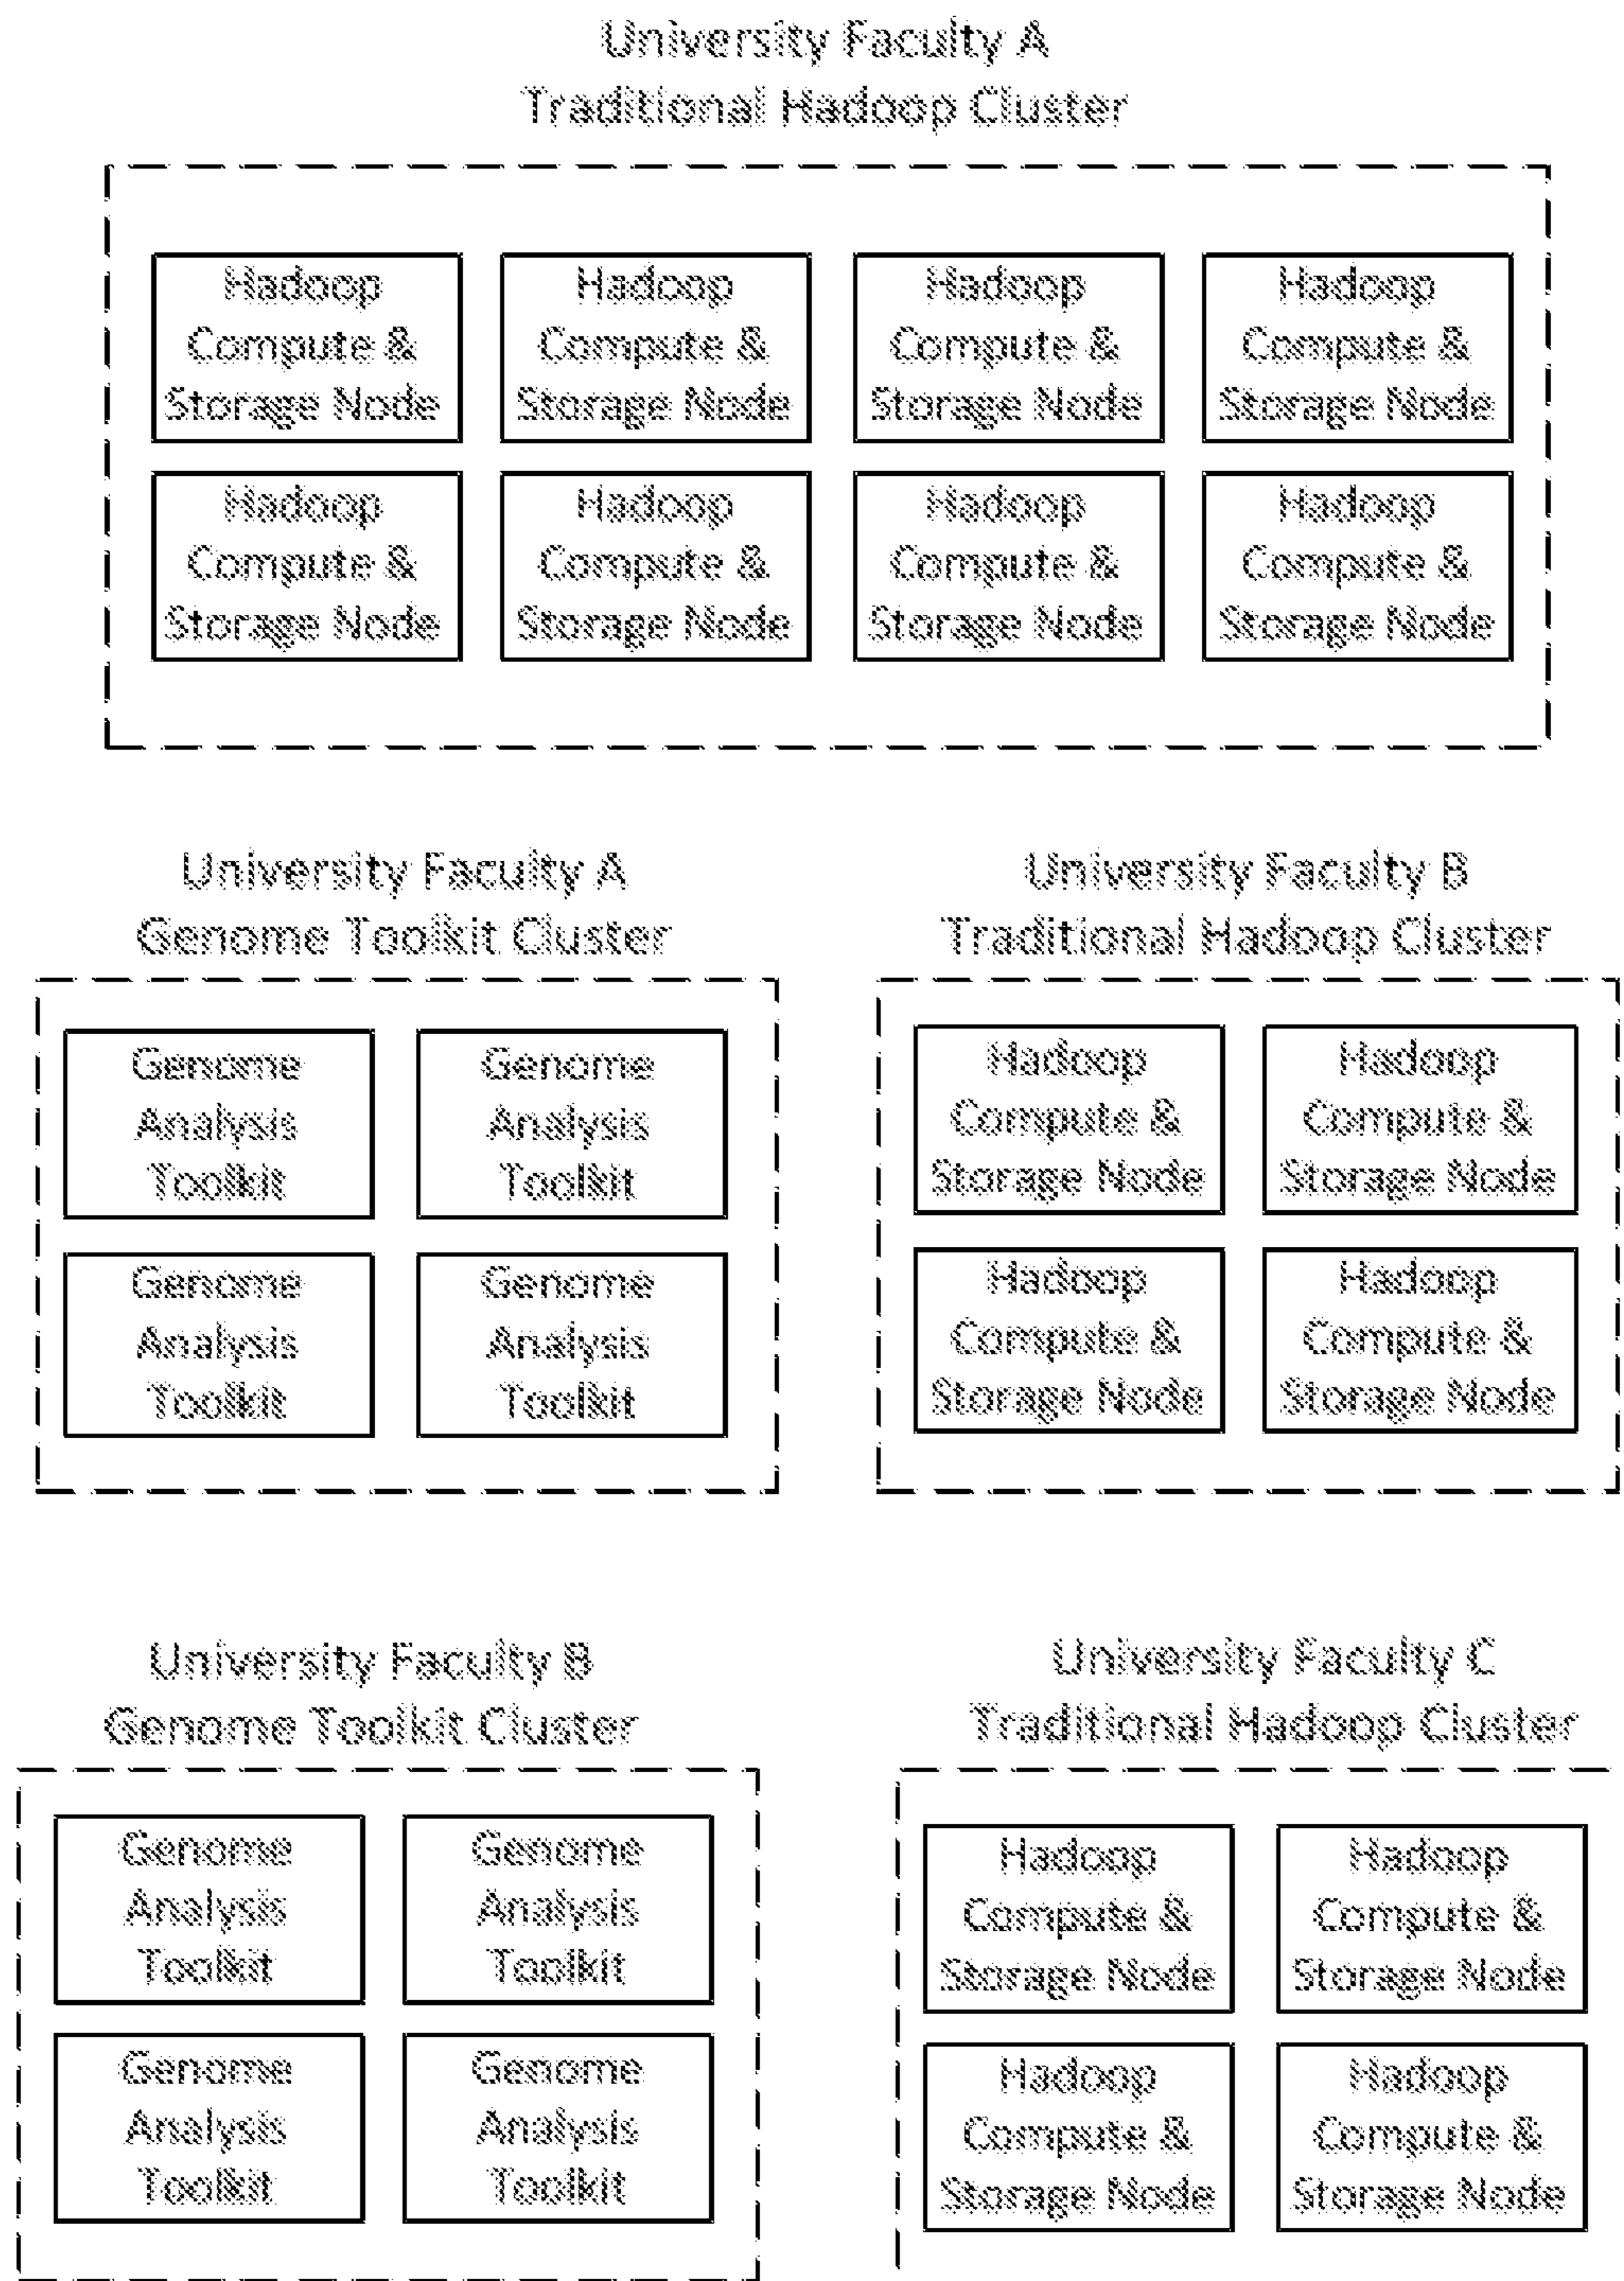 University Faculty A
Traditional Hadoop Cluster
Hadoop
Compute &
Storage Node
Hadoop
Compute &
Storage Node
Hadoop
Compute &
Storage Node
Hadoop
Compute &
Storage Node
Hadoop
Compute &
Storage Node
Hadoop
Compute &
Storage Node
Hadoop
Compute &
Storage Node
Hadoop
Compute &
Storage Node
University Faculty A
Genome Toolkit Cluster
Genome
Analysis
Toolkit
Genome
Analysis
Toolkit
Genome
Analysis
Toolkit
Genome
Analysis
Toolkit
University Faculty B
Traditional Hadoop Cluster
Hadoop
Compute &
Storage Node
Hadoop
Compute &
Storage Node
Hadoop
Compute &
Storage Node
Hadoop
Compute &
Storage Node
University Faculty B
Genome Toolkit Cluster
Genome
Analysis
Toolkit
Genome
Analysis
Toolkit
Genome
Analysis
Toolkit
Genome
Analysis
Toolkit
University Faculty C
Traditional Hadoop Cluster
Hadoop
Compute &
Storage Node
Hadoop
Compute &
Storage Node
Hadoop
Compute &
Storage Node
Hadoop
Compute &
Storage Node